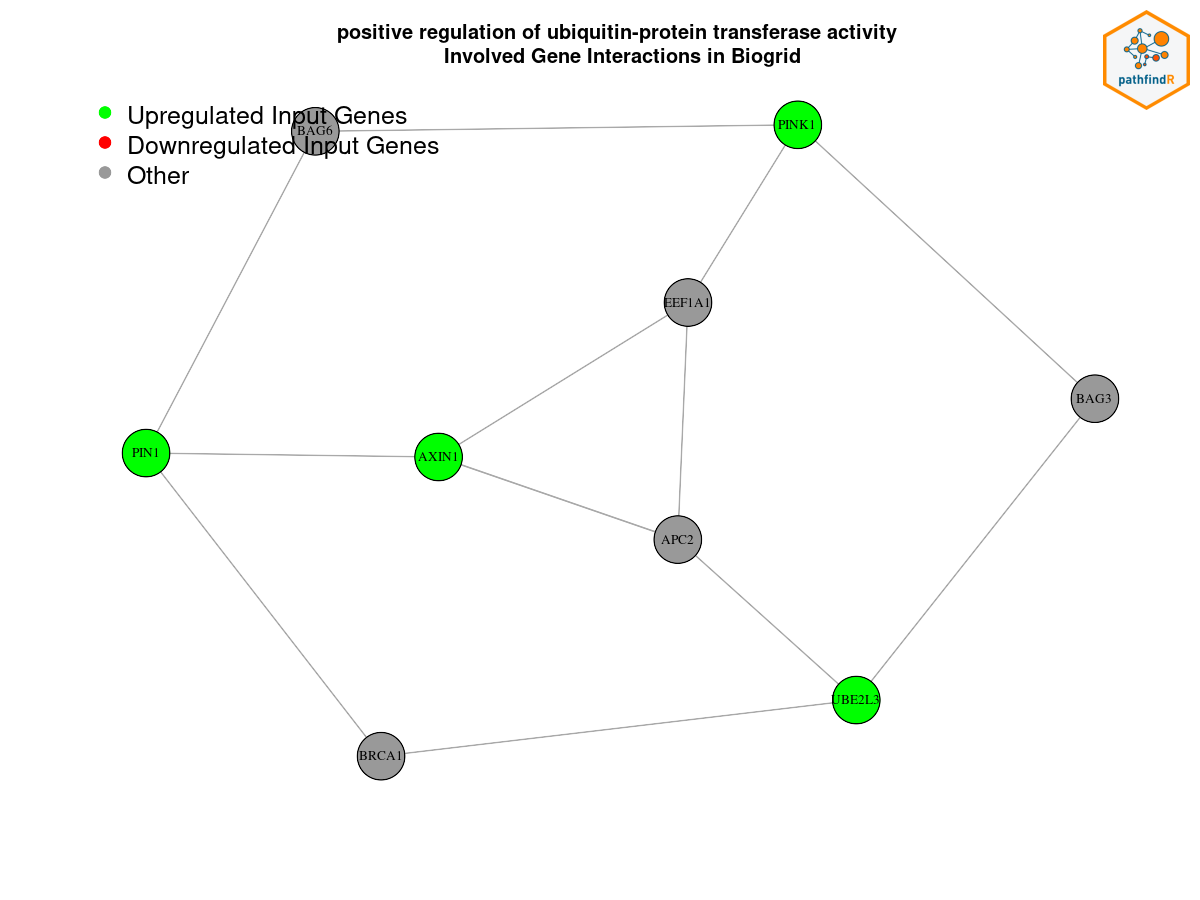 positive regulation of ubiquitin-protein transferase activity
Involved Gene Interactions in Biogrid
pathfindR
Upregulated Input Genes
Downregulated Input Genes
Other
BAG6
PINK1
EEF1A1
BAG3
PIN1
AXIN1
APC2
UBE2L3
BRCA1